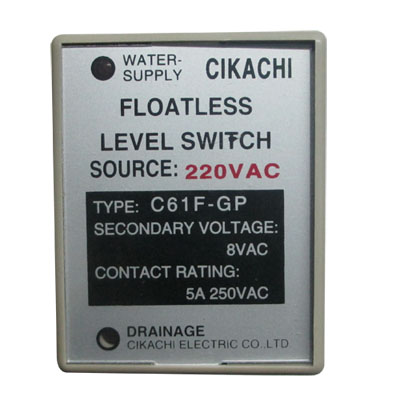 WATER-
SUPPLY
CIKACHI
FLOATLESS
LEVEL SWITCH
SOURCE: 220VAC
TYPE: C61F-GP
SECONDARY VOLTAGE:
8VAC
CONTACT RATING:
5A 250VAC
DRAINAGE
CIKACHI ELECTRIC CO.,LTD